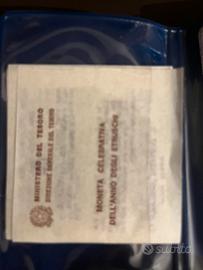 MINISTERO DEL TESORO
DIREZIONE GENERALE DEL TESORO
MONETA CELEBRATIVA
DELL'ANNO DEGLI ETRUSCHI
subito